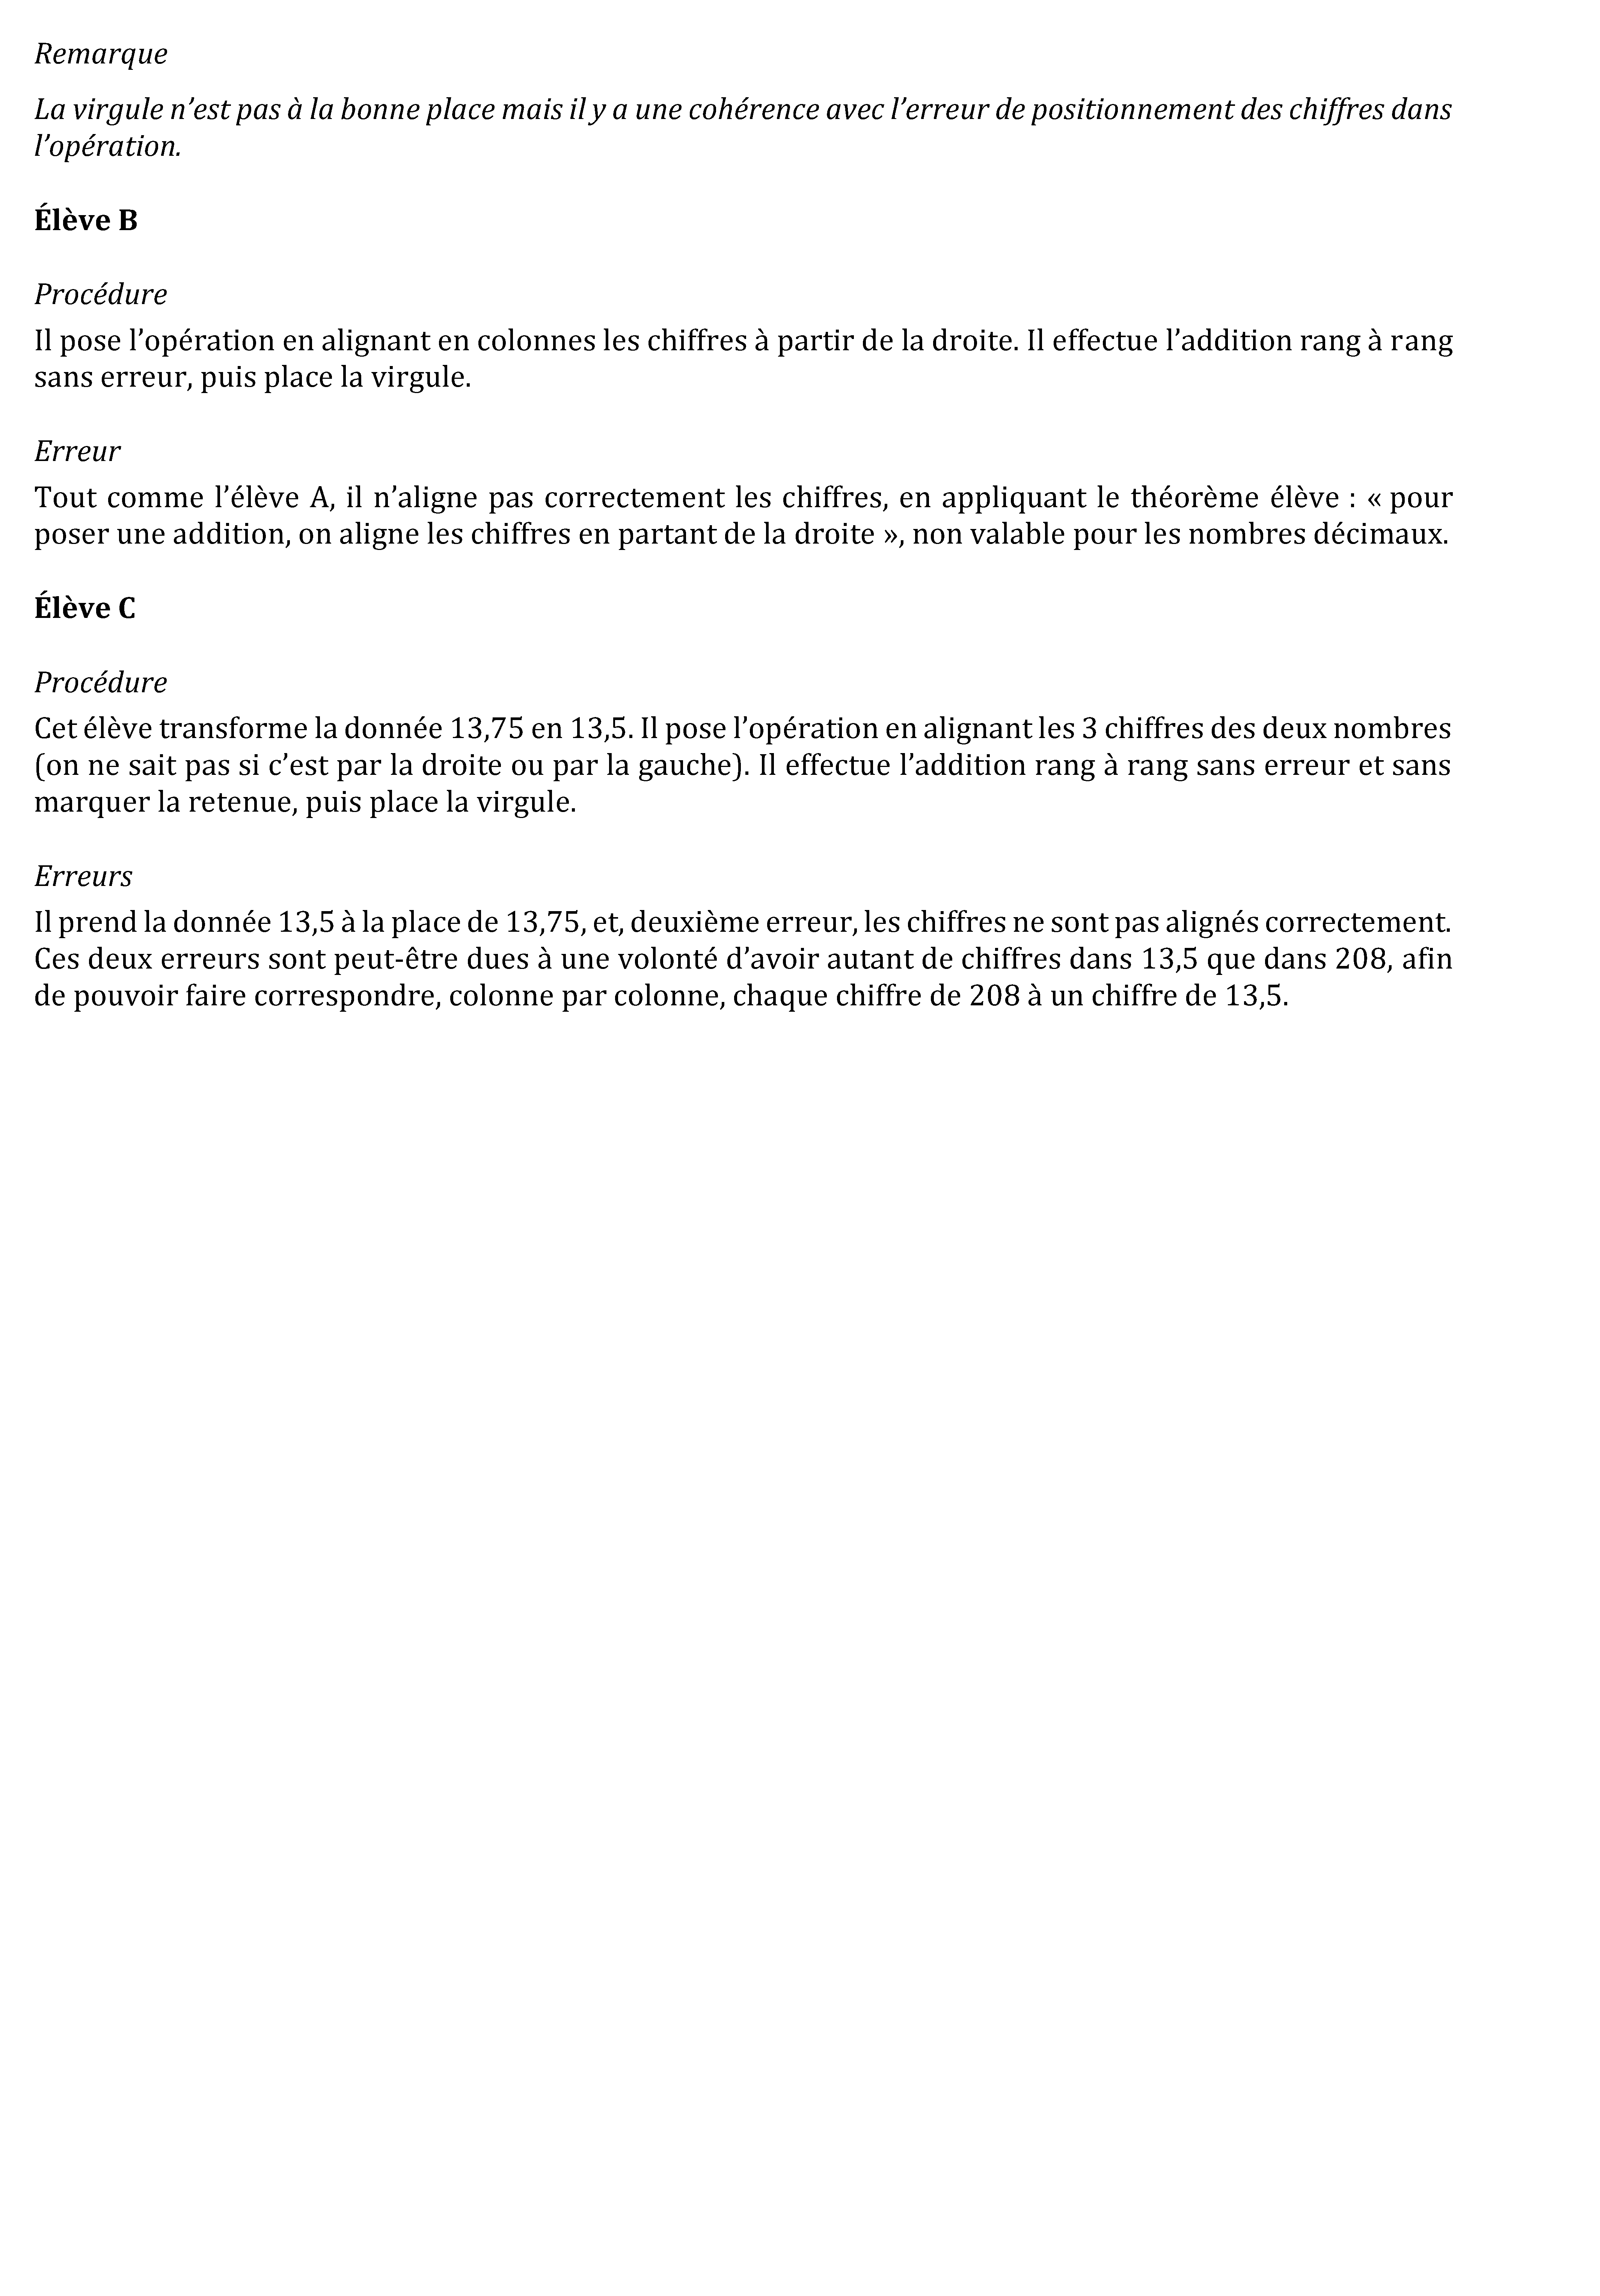 Remarque
La virgule n’est pas à la bonne place mais il y a une cohérence avec l’erreur de positionnement des chiffres dans
l’opération.
Élève B
Procédure
Il pose l’opération en alignant en colonnes les chiffres à partir de la droite. Il effectue l’addition rang à rang
sans erreur, puis place la virgule.
Erreur
Tout comme l’élève A, il n’aligne pas correctement les chiffres, en appliquant le théorème élève : « pour
poser une addition, on aligne les chiffres en partant de la droite », non valable pour les nombres décimaux.
Élève C
Procédure
Cet élève transforme la donnée 13,75 en 13,5. Il pose l’opération en alignant les 3 chiffres des deux nombres
(on ne sait pas si c’est par la droite ou par la gauche). Il effectue l’addition rang à rang sans erreur et sans
marquer la retenue, puis place la virgule.
Erreurs
Il prend la donnée 13,5 à la place de 13,75, et, deuxième erreur, les chiffres ne sont pas alignés correctement.
Ces deux erreurs sont peut-être dues à une volonté d’avoir autant de chiffres dans 13,5 que dans 208, afin
de pouvoir faire correspondre, colonne par colonne, chaque chiffre de 208 à un chiffre de 13,5.